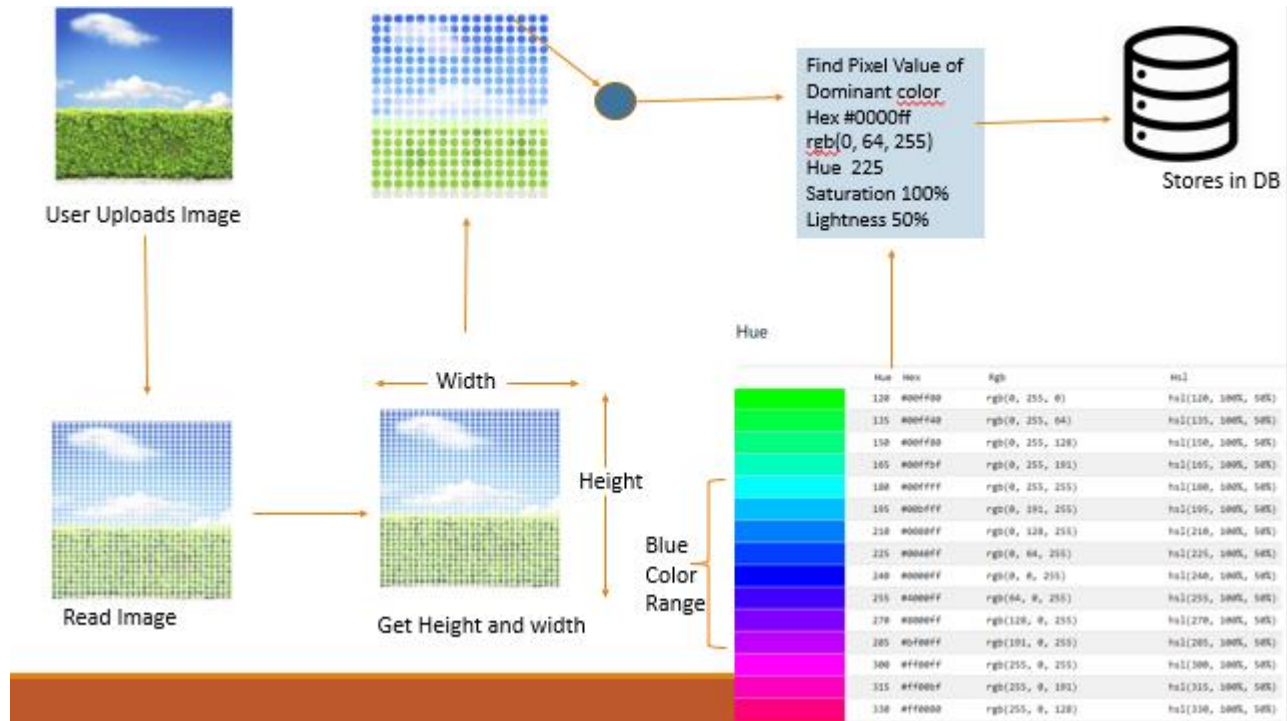 User Uploads Image
Find Pixel Value of
Dominant color
Hex #0000ff
rgb(0, 64, 255)
Hue 225
Saturation 100%
Lightness 50%
Stores in DB
Read Image
Width
Height
Get Height and width
Blue
Color
Range
Hue
Hue Hex Rgb Hsl
120 #00ff00 rgb(0, 255, 0) hsl(120, 100%, 50%)
135 #00ff40 rgb(0, 255, 64) hsl(135, 100%, 50%)
150 #00ff80 rgb(0, 255, 128) hsl(150, 100%, 50%)
165 #00ffbf rgb(0, 255, 191) hsl(165, 100%, 50%)
180 #00ffff rgb(0, 255, 255) hsl(180, 100%, 50%)
195 #00bfff rgb(0, 191, 255) hsl(195, 100%, 50%)
210 #0080ff rgb(0, 128, 255) hsl(210, 100%, 50%)
225 #0040ff rgb(0, 64, 255) hsl(225, 100%, 50%)
240 #0000ff rgb(0, 0, 255) hsl(240, 100%, 50%)
255 #4000ff rgb(64, 0, 255) hsl(255, 100%, 50%)
270 #8000ff rgb(128, 0, 255) hsl(270, 100%, 50%)
285 #bf00ff rgb(191, 0, 255) hsl(285, 100%, 50%)
300 #ff00ff rgb(255, 0, 255) hsl(300, 100%, 50%)
315 #ff00bf rgb(255, 0, 191) hsl(315, 100%, 50%)
330 #ff0080 rgb(255, 0, 128) hsl(330, 100%, 50%)